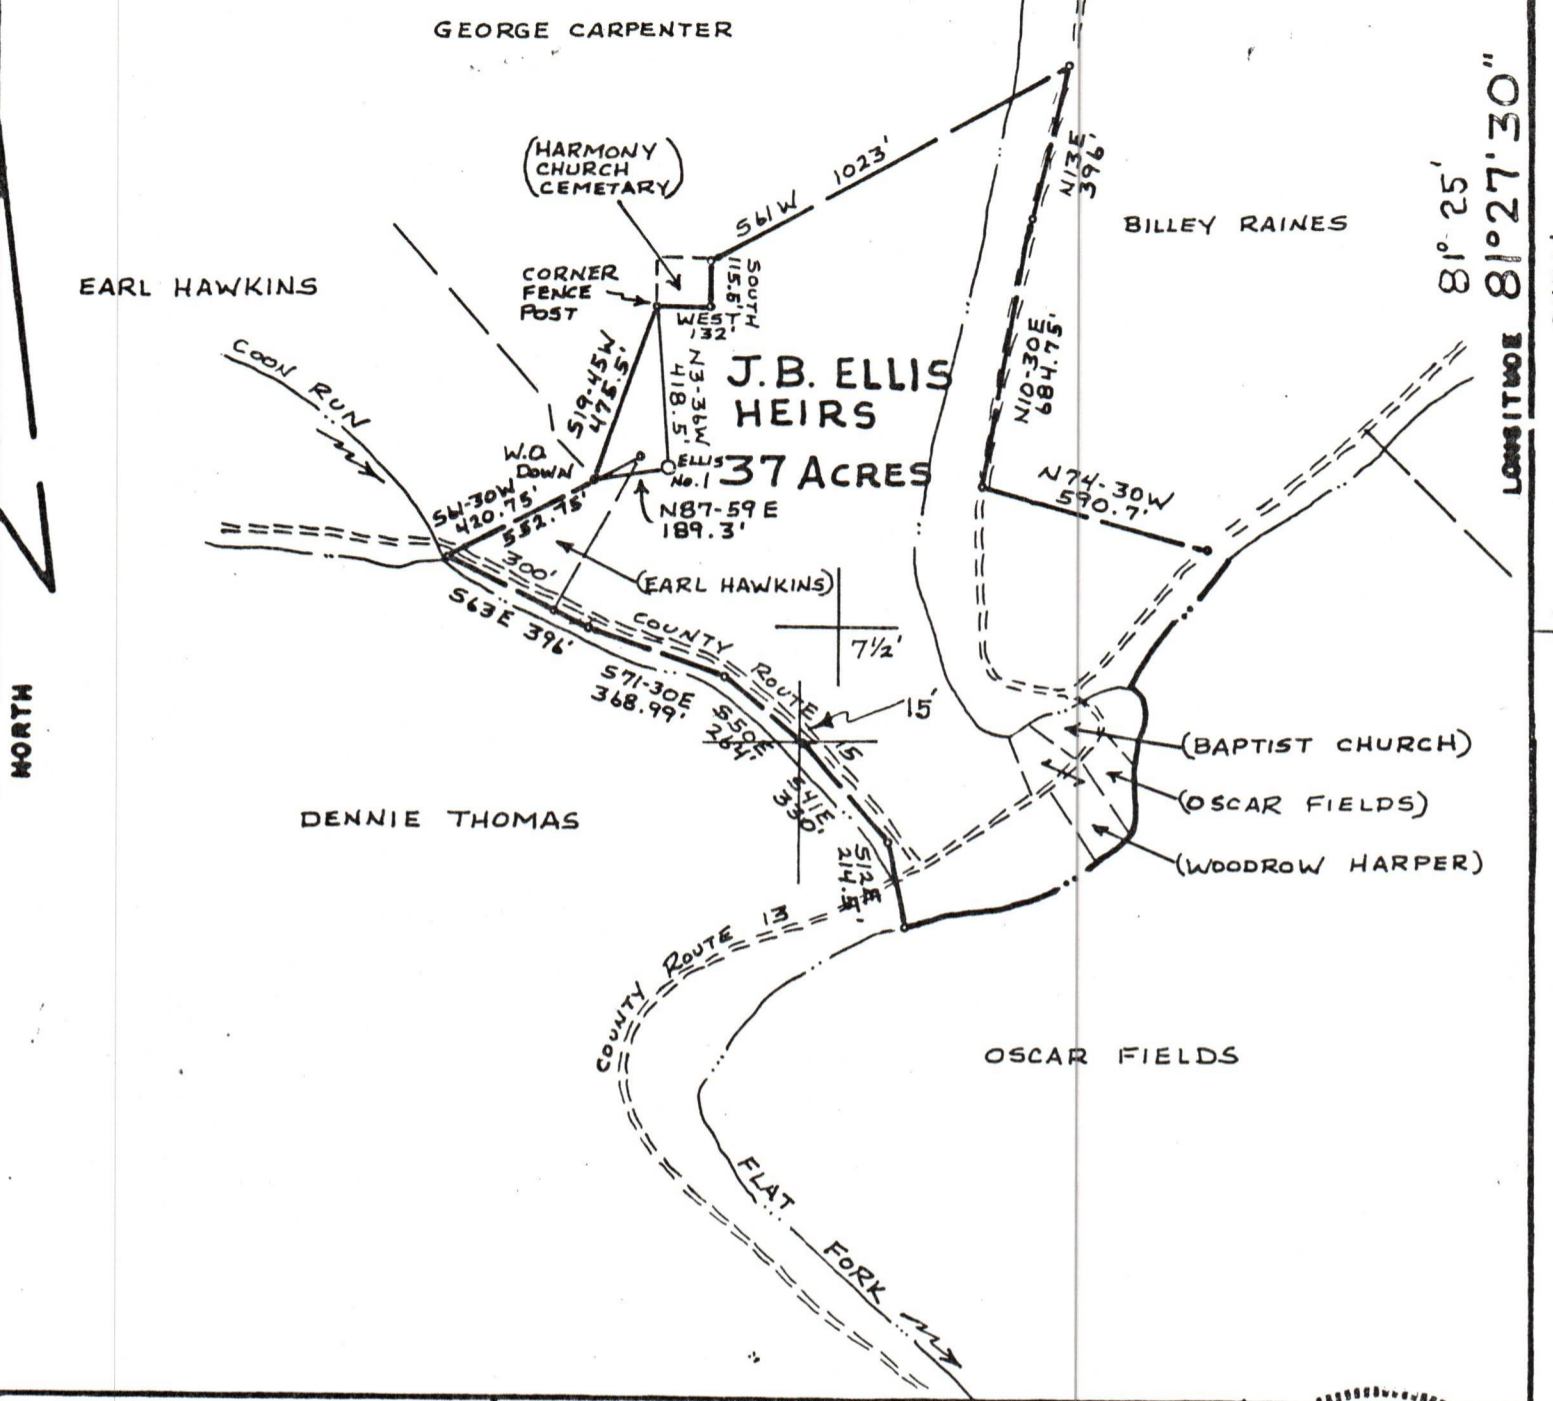 GEORGE CARPENTER
(HARMONY
CHURCH
CEMETARY)
1023'
S61W
N13E
396'
BILLEY RAINES
81° 25'
LONGITUDE 81°27'30"
EARL HAWKINS
CORNER
FENCE
POST
SOUTH
115.5'
WEST
132'
COON RUN
S19-45W
475.5'
N3-36W
418.5'
J.B. ELLIS
HEIRS
37 ACRES
N10-30E
684.75'
W.O.
DOWN
ELLIS
No. 1
N74-30W
590.7'
S61-30W
420.75'
552.75'
N87-59E
189.3'
300'
(EARL HAWKINS)
S63E 396'
COUNTY ROUTE 15
7½'
S71-30E
368.99'
15'
S50E
264'
NORTH
(BAPTIST CHURCH)
S41E
330'
(OSCAR FIELDS)
DENNIE THOMAS
(WOODROW HARPER)
S12E
214.5'
COUNTY ROUTE 13
OSCAR FIELDS
FLAT FORK